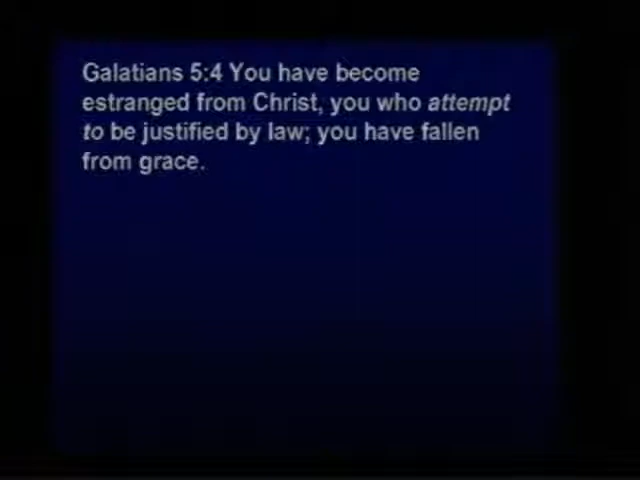 Galatians 5:4 You have become
estranged from Christ, you who attempt
to be justified by law; you have fallen
from grace.